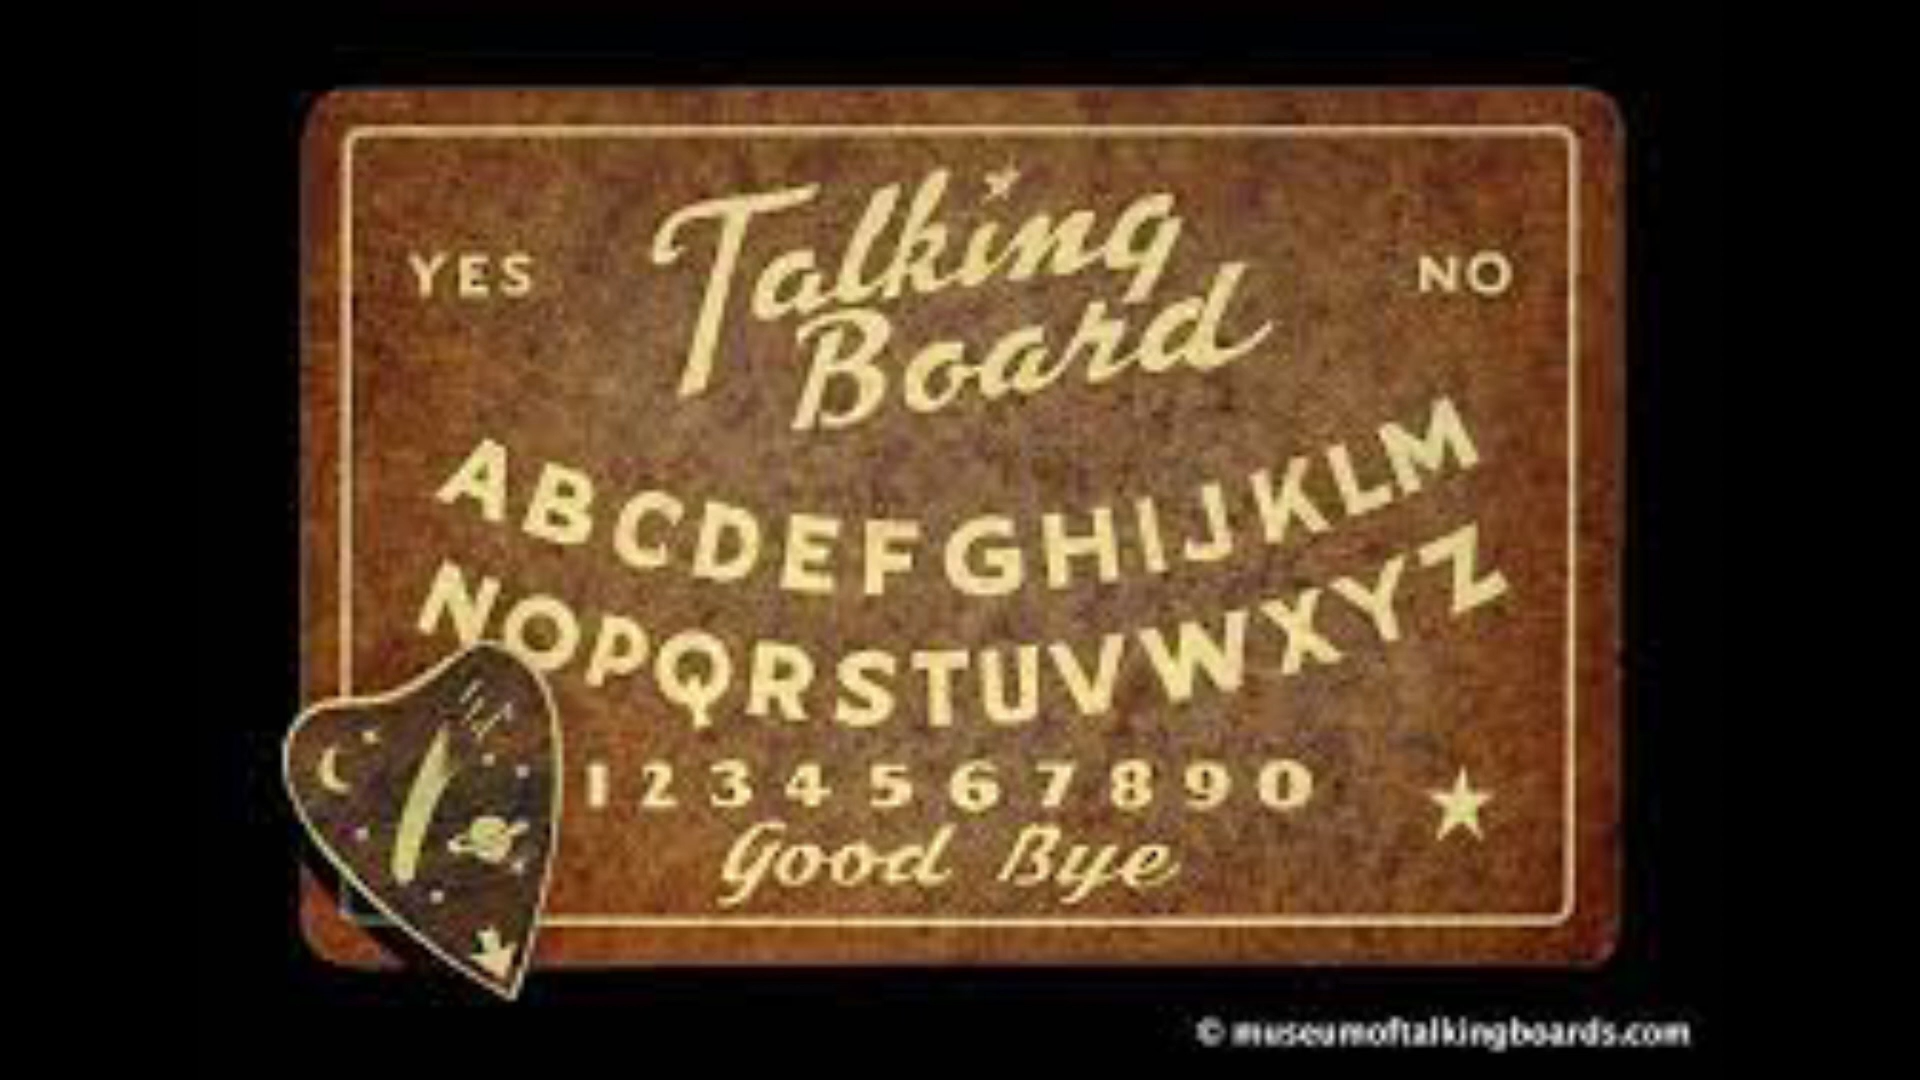 Talking
YES NO
Board
ABCDEFGHIJKLM
NOPQRSTUVWXYZ
1234567890
Good Bye
© museumoftalkingboards.com